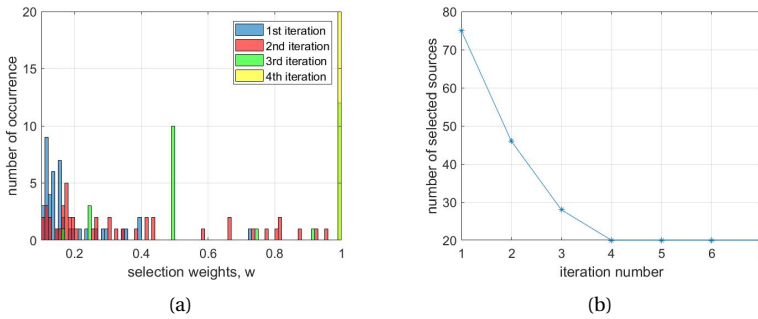 20
15
10
5
0
number of occurrence
1st iteration
2nd iteration
3rd iteration
4th iteration
0.2 0.4 0.6 0.8 1
selection weights, w
(a)
80
70
60
50
40
30
20
number of selected sources
1 2 3 4 5 6
iteration number
(b)